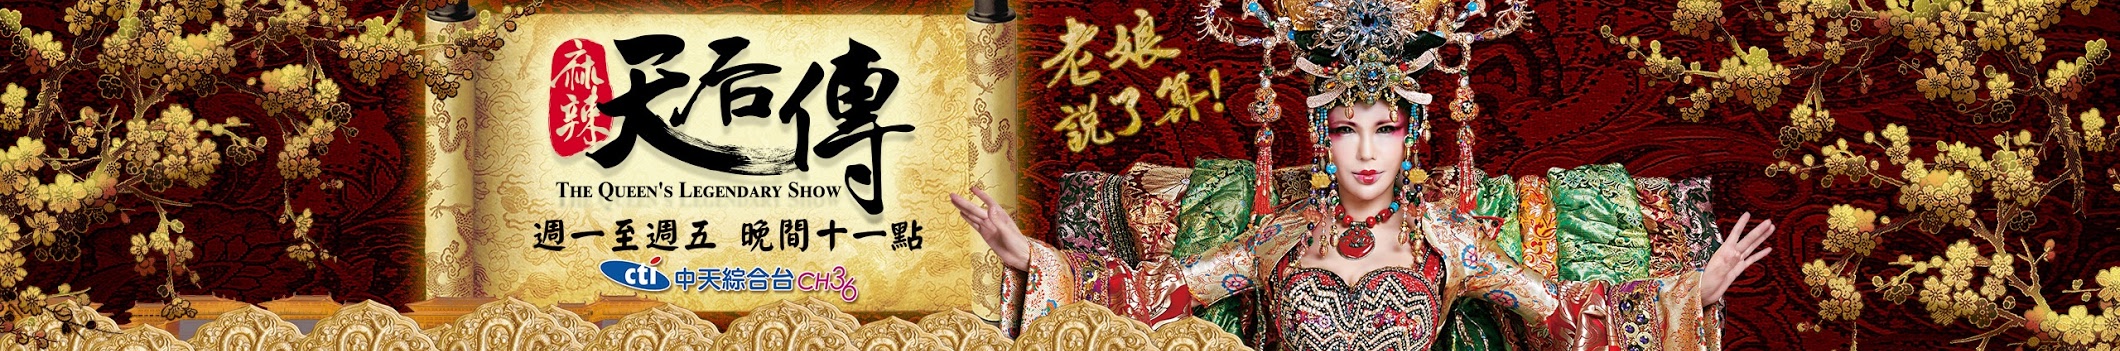 麻辣
天后傳
THE QUEEN'S LEGENDARY SHOW
週一至週五 晚間十一點
cti 中天綜合台 CH36
老娘
說了算!